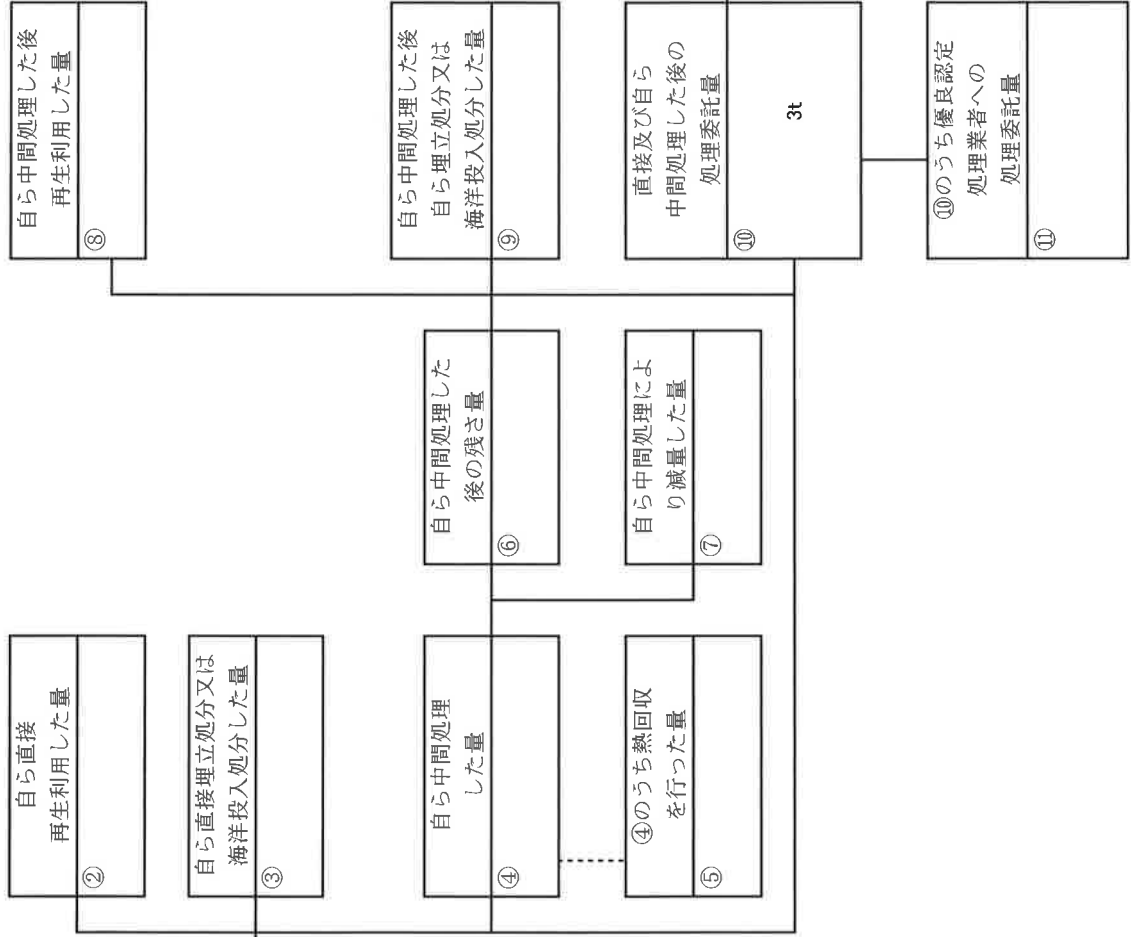 自ら直接
再生利用した量
②
自ら直接埋立処分又は
海洋投入処分した量
③
自ら中間処理
した量
④
④のうち熱回収
を行った量
⑤
自ら中間処理した
後の残さ量
⑥
自ら中間処理によ
り減量した量
⑦
自ら中間処理した後
再生利用した量
⑧
自ら中間処理した後
自ら埋立処分又は
海洋投入処分した量
⑨
直接及び自ら
中間処理した後の
処理委託量
⑩
3t
⑩のうち優良認定
処理業者への
処理委託量
⑪